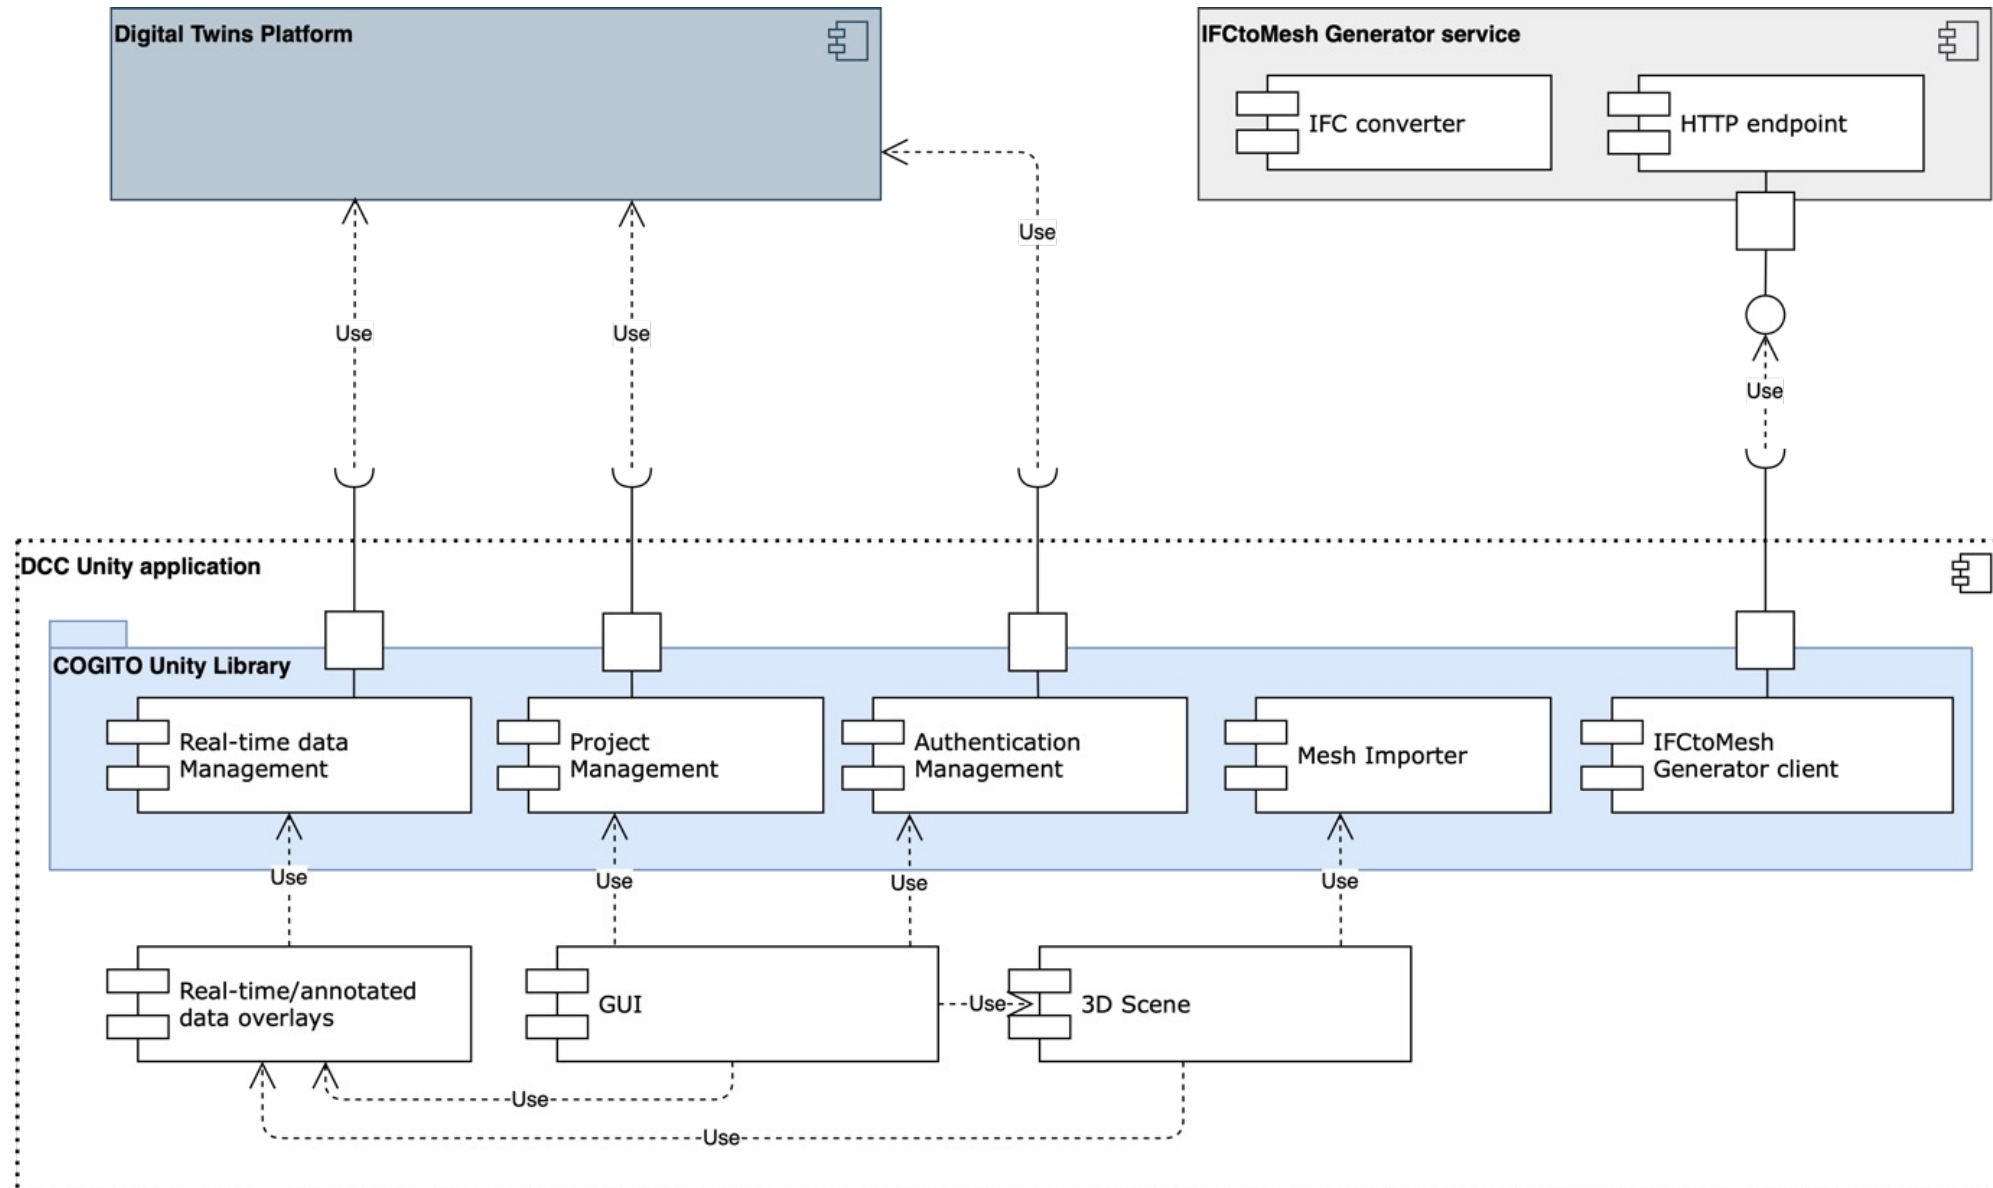 Digital Twins Platform
IFCtoMesh Generator service
IFC converter
HTTP endpoint
Use
Use
Use
Use
DCC Unity application
COGITO Unity Library
Real-time data
Management
Project
Management
Authentication
Management
Mesh Importer
IFCtoMesh
Generator client
Use
Use
Use
Use
Real-time/annotated
data overlays
GUI
Use
3D Scene
Use
Use